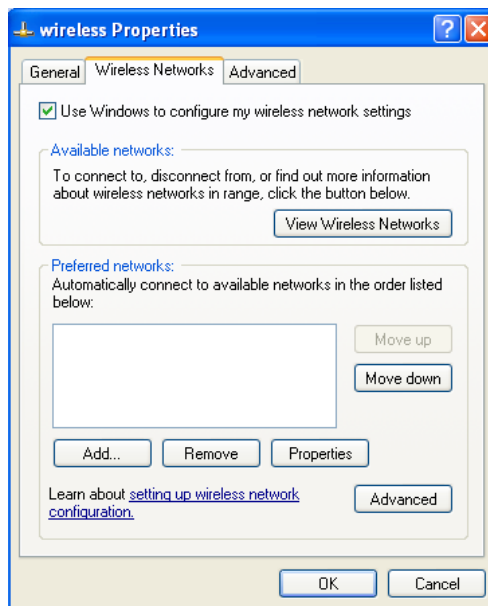 wireless Properties
General Wireless Networks Advanced
Use Windows to configure my wireless network settings
Available networks:
To connect to, disconnect from, or find out more information
about wireless networks in range, click the button below.
View Wireless Networks
Preferred networks:
Automatically connect to available networks in the order listed
below:
Move up
Move down
Add... Remove Properties
Learn about setting up wireless network
configuration.
Advanced
OK Cancel